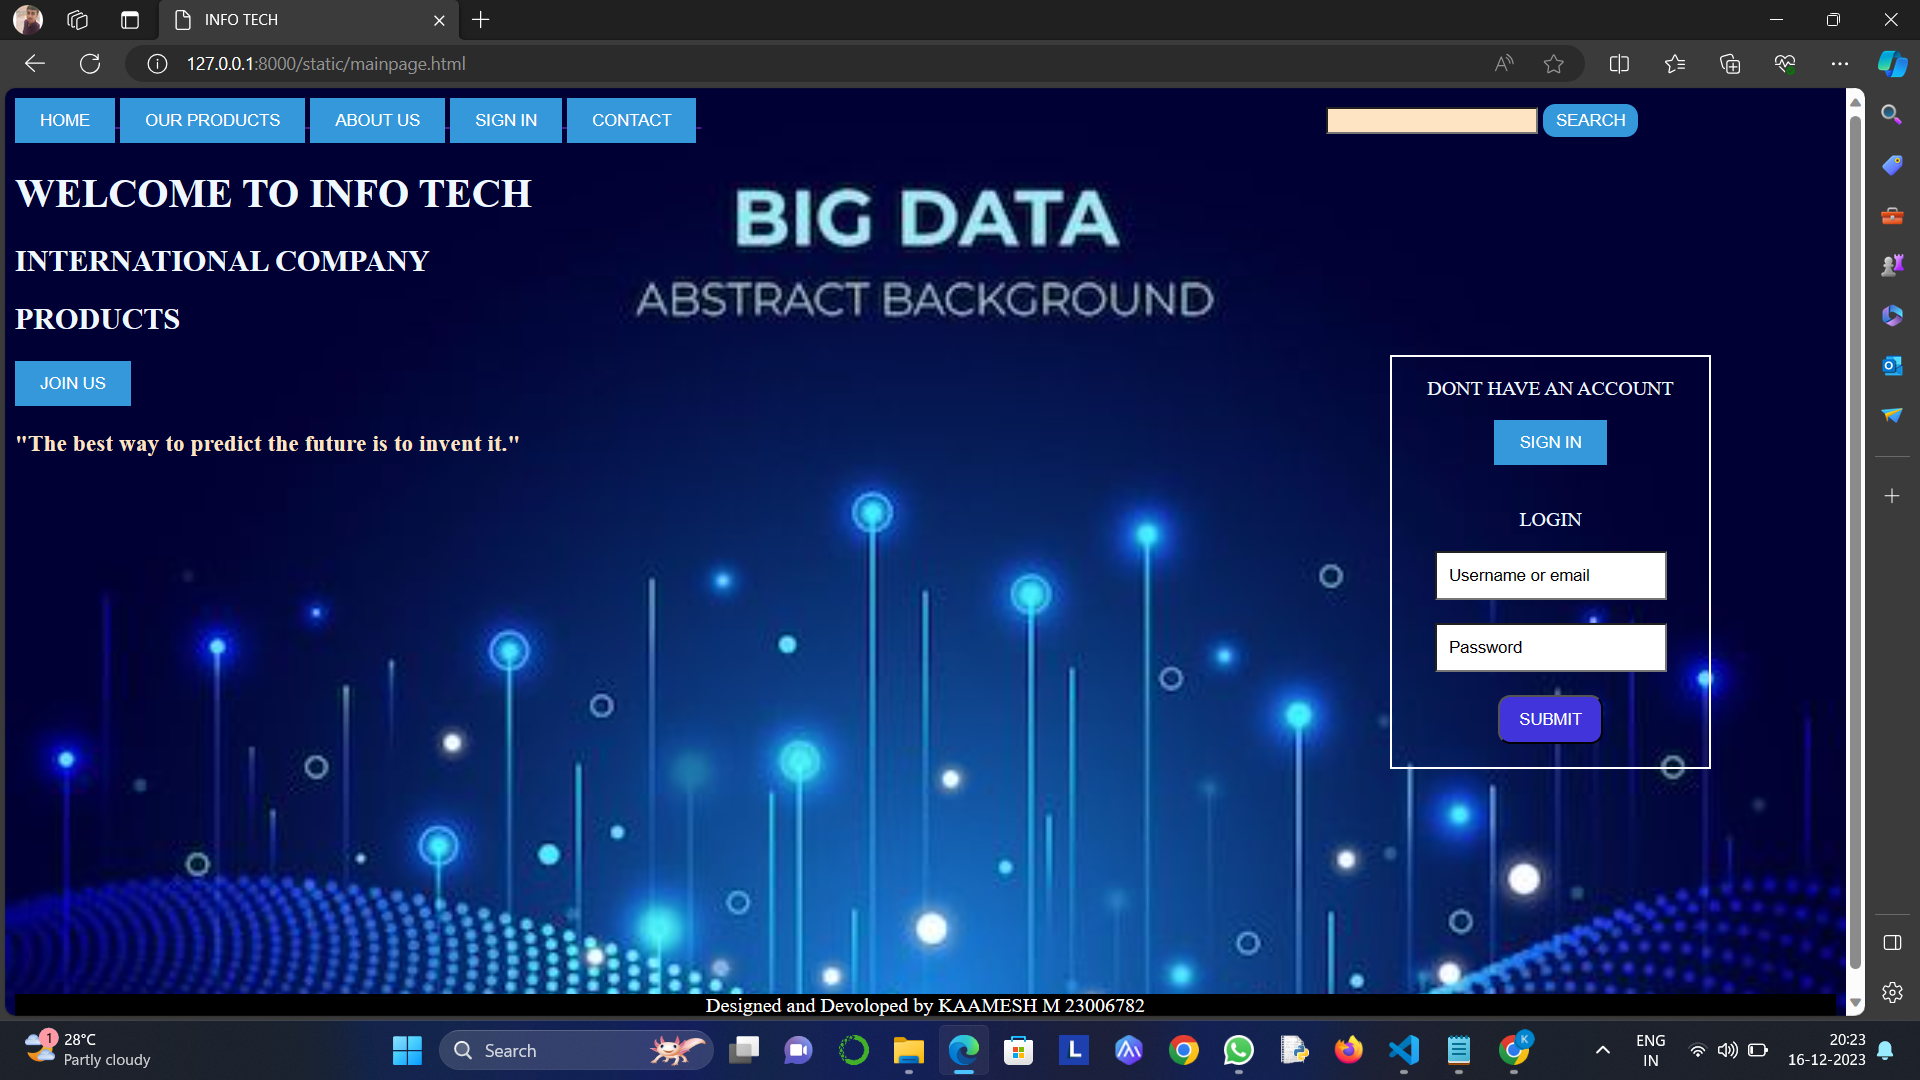 INFO TECH
127.0.0.1:8000/static/mainpage.html
HOME OUR PRODUCTS ABOUT US SIGN IN CONTACT SEARCH
WELCOME TO INFO TECH
BIG DATA
INTERNATIONAL COMPANY
ABSTRACT BACKGROUND
PRODUCTS
JOIN US
"The best way to predict the future is to invent it."
DONT HAVE AN ACCOUNT
SIGN IN
LOGIN
Username or email
Password
SUBMIT
Designed and Devoloped by KAAMESH M 23006782
1
28°C
Partly cloudy
Search
L
K
ENG
IN
20:23
16-12-2023